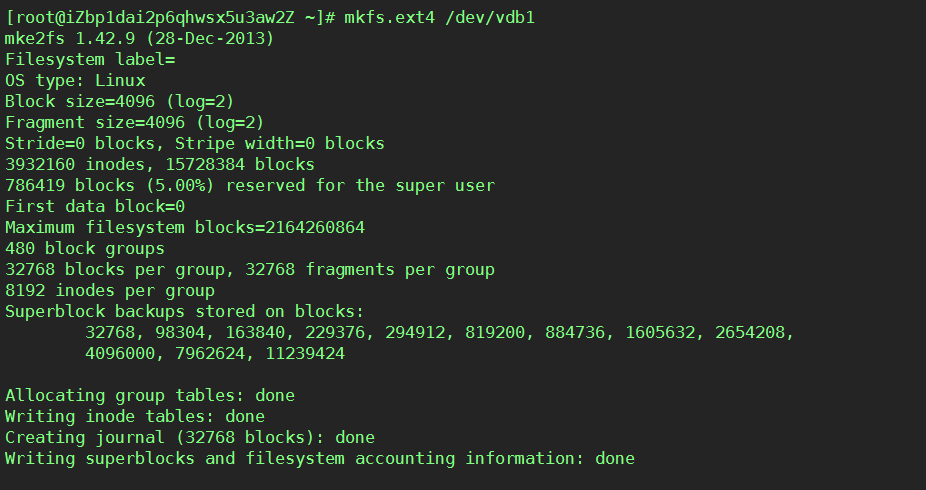 [root@iZbp1dai2p6qhwsx5u3aw2Z ~]# mkfs.ext4 /dev/vdb1
mke2fs 1.42.9 (28-Dec-2013)
Filesystem label=
OS type: Linux
Block size=4096 (log=2)
Fragment size=4096 (log=2)
Stride=0 blocks, Stripe width=0 blocks
3932160 inodes, 15728384 blocks
786419 blocks (5.00%) reserved for the super user
First data block=0
Maximum filesystem blocks=2164260864
480 block groups
32768 blocks per group, 32768 fragments per group
8192 inodes per group
Superblock backups stored on blocks:
        32768, 98304, 163840, 229376, 294912, 819200, 884736, 1605632, 2654208,
        4096000, 7962624, 11239424

Allocating group tables: done
Writing inode tables: done
Creating journal (32768 blocks): done
Writing superblocks and filesystem accounting information: done